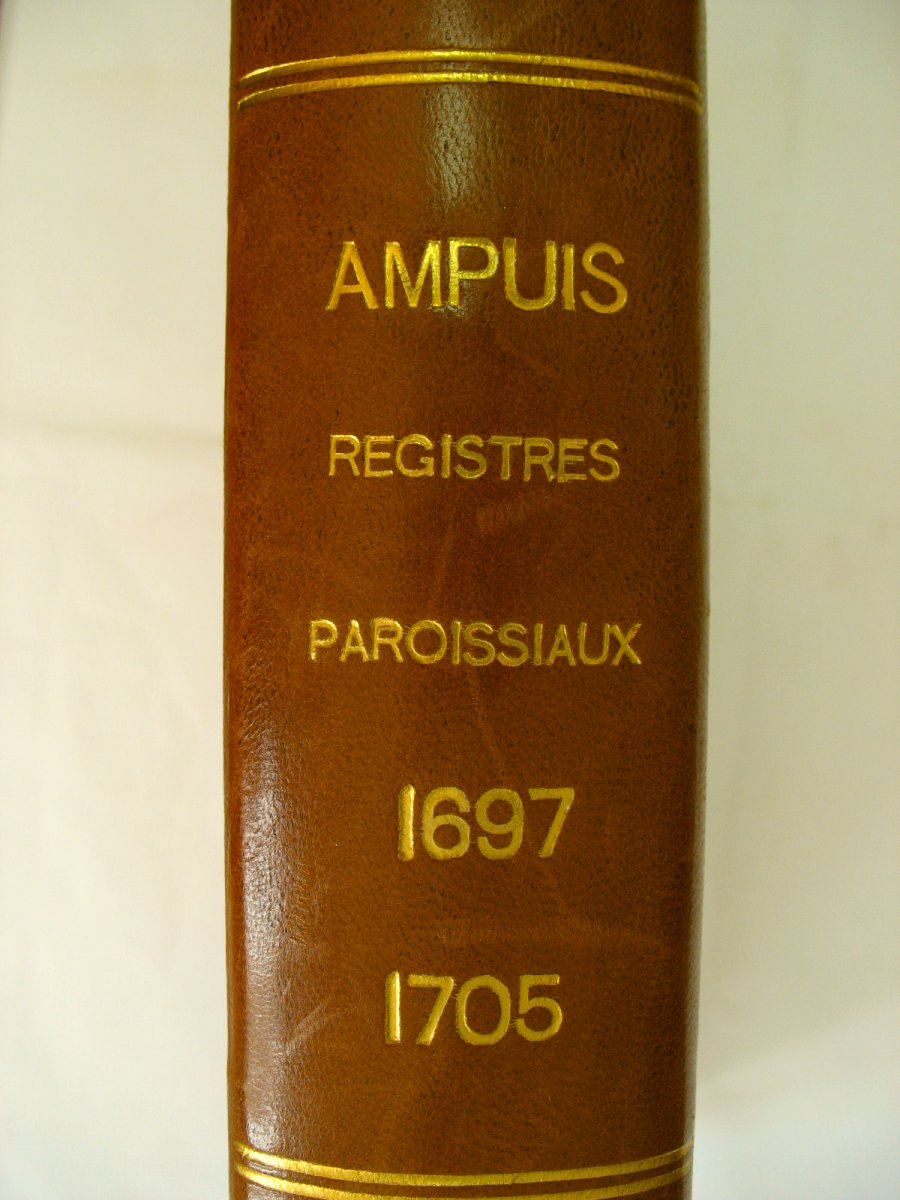 AMPUIS
REGISTRES
PAROISSIAUX
1697
1705